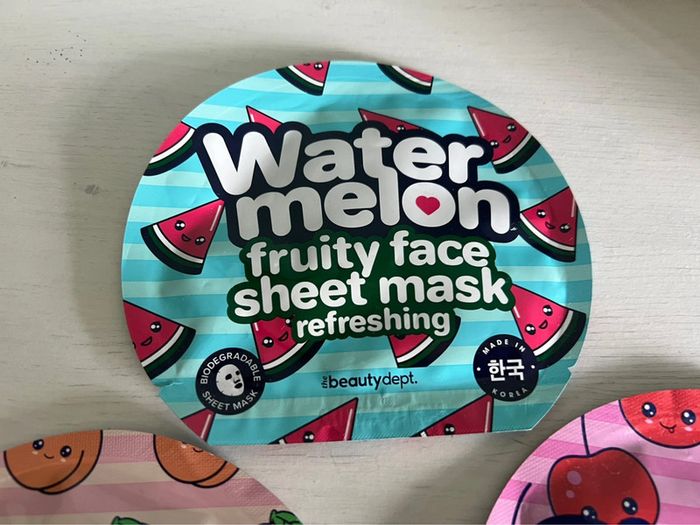 Water
melon
fruity face
sheet mask
refreshing
BIODEGRADABLE
SHEET MASK
the beautydept.
MADE IN
한국
KOREA